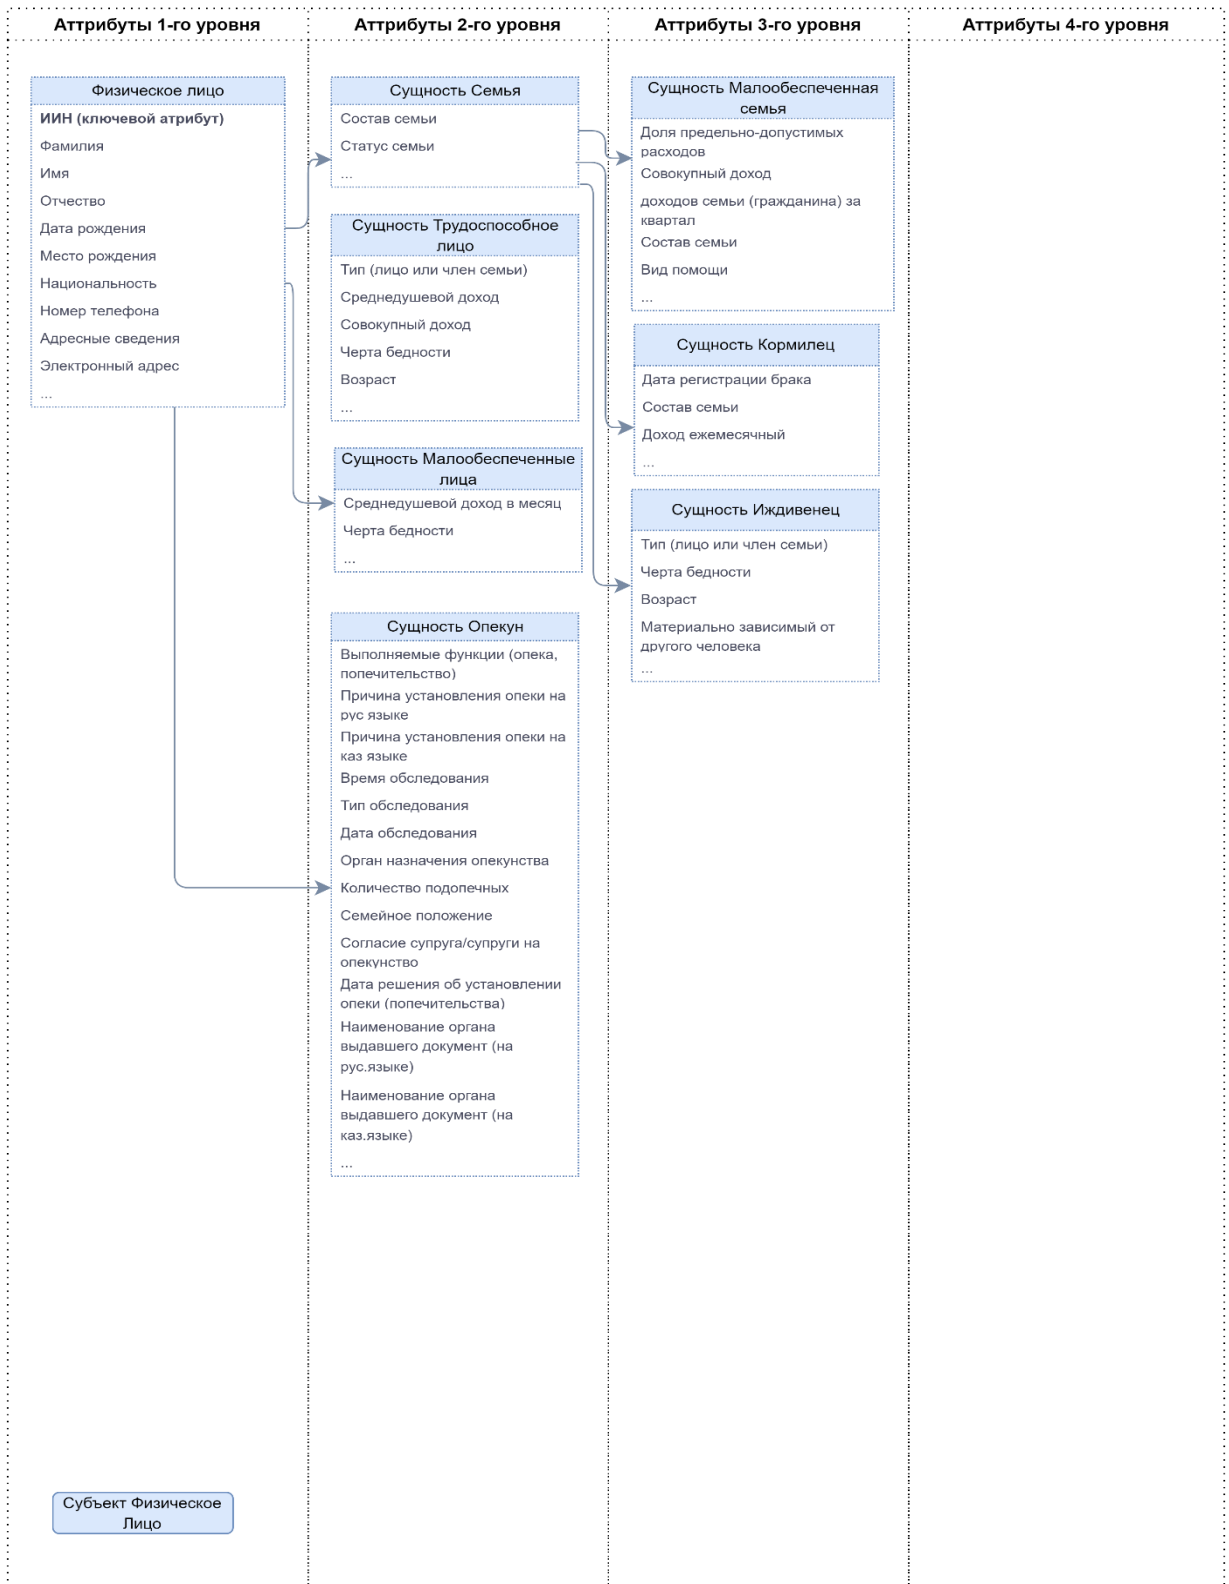 Аттрибуты 1-го уровня
Аттрибуты 2-го уровня
Аттрибуты 3-го уровня
Аттрибуты 4-го уровня
Физическое лицо
ИИН (ключевой атрибут)
Фамилия
Имя
Отчество
Дата рождения
Место рождения
Национальность
Номер телефона
Адресные сведения
Электронный адрес
...
Сущность Семья
Состав семьи
Статус семьи
...
Сущность Трудоспособное
лицо
Тип (лицо или член семьи)
Среднедушевой доход
Совокупный доход
Черта бедности
Возраст
...
Сущность Малообеспеченные
лица
Среднедушевой доход в месяц
Черта бедности
...
Сущность Опекун
Выполняемые функции (опека,
попечительство)
Причина установления опеки на
рус языке
Причина установления опеки на
каз языке
Время обследования
Тип обследования
Дата обследования
Орган назначения опекунства
Количество подопечных
Семейное положение
Согласие супруга/супруги на
опекунство
Дата решения об установлении
опеки (попечительства)
Наименование органа
выдавшего документ (на
рус.языке)
Наименование органа
выдавшего документ (на
каз.языке)
...
Сущность Малообеспеченная
семья
Доля предельно-допустимых
расходов
Совокупный доход
доходов семьи (гражданина) за
квартал
Состав семьи
Вид помощи
...
Сущность Кормилец
Дата регистрации брака
Состав семьи
Доход ежемесячный
...
Сущность Иждивенец
Тип (лицо или член семьи)
Черта бедности
Возраст
Материально зависимый от
другого человека
...
Субъект Физическое
Лицо